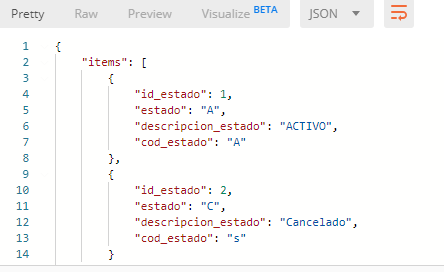 Pretty Raw Preview Visualize BETA JSON
1 {
2 "items": [
3 {
4 "id_estado": 1,
5 "estado": "A",
6 "descripcion_estado": "ACTIVO",
7 "cod_estado": "A"
8 },
9 {
10 "id_estado": 2,
11 "estado": "C",
12 "descripcion_estado": "Cancelado",
13 "cod_estado": "s"
14 }